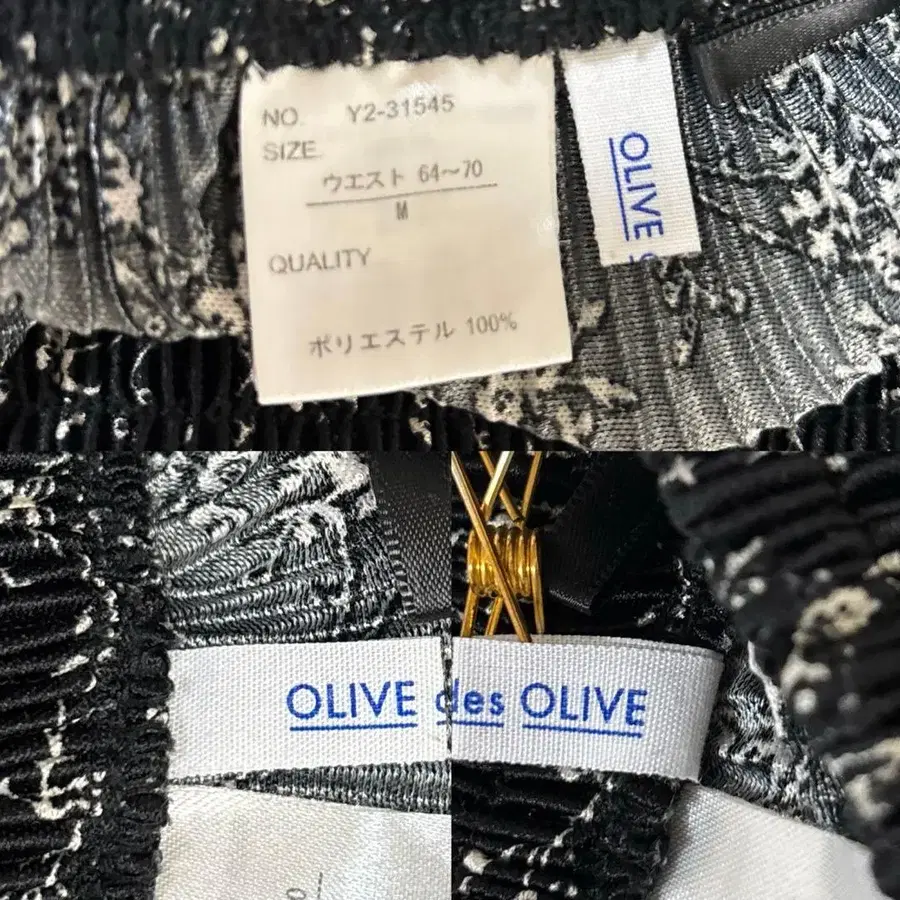 NO. Y2-31545
SIZE.
ウエスト 64～70
M
QUALITY
ポリエステル 100%
OLIVE
OLIVE des OLIVE